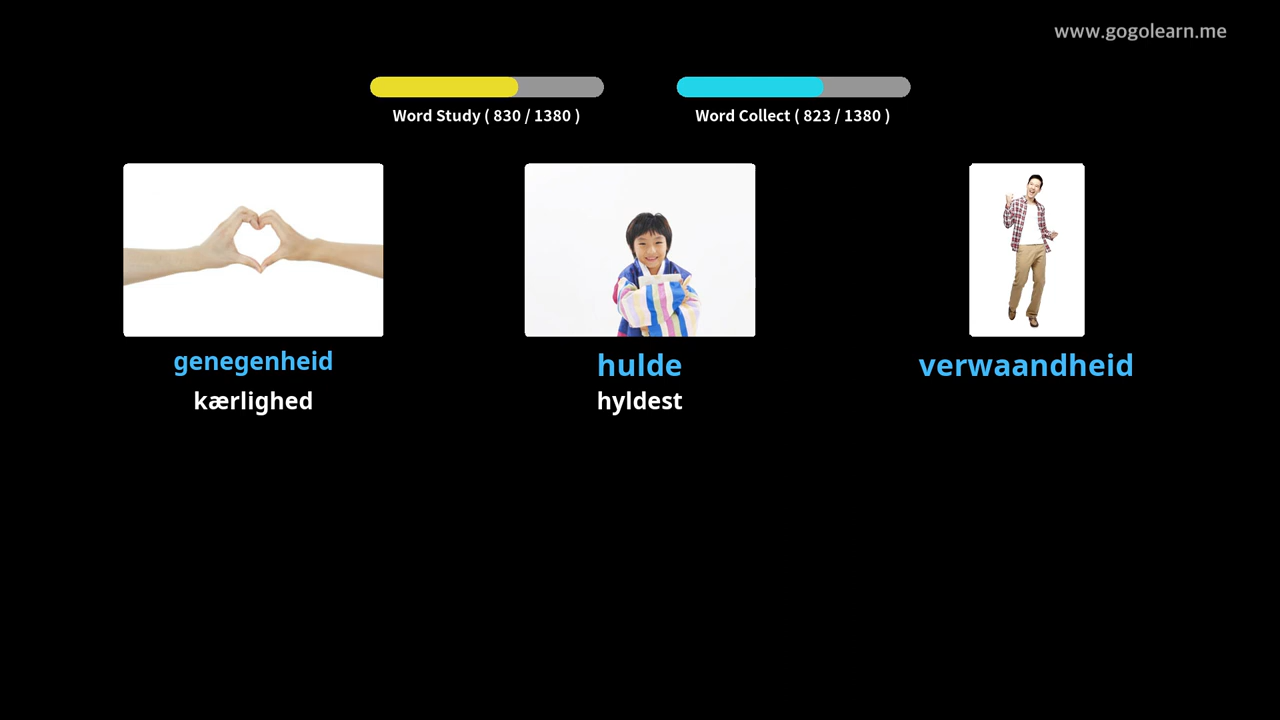 www.gogolearn.me
Word Study ( 830 / 1380 )
Word Collect ( 823 / 1380 )
genegenheid
kærlighed
hulde
hyldest
verwaandheid